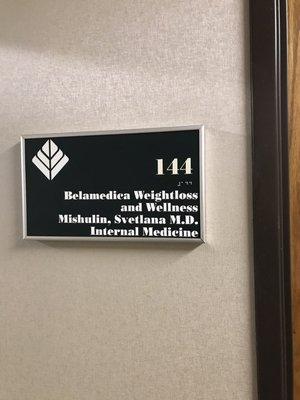 144
Belamedica Weightloss
and Wellness
Mishulin, Svetlana M.D.
Internal Medicine